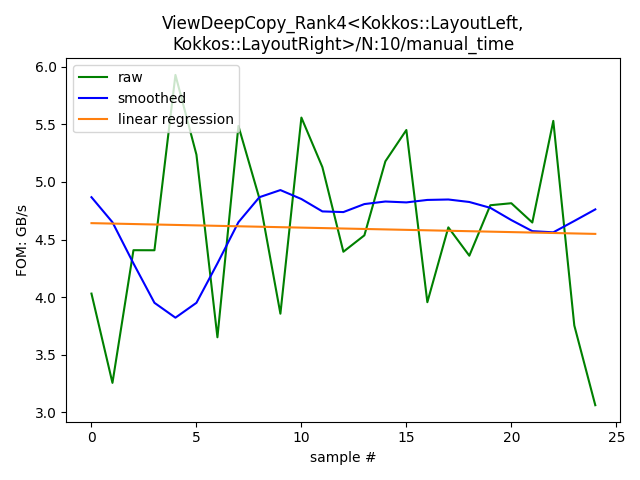 ViewDeepCopy_Rank4<Kokkos::LayoutLeft,
Kokkos::LayoutRight>/N:10/manual_time
raw
smoothed
linear regression
FOM: GB/s
6.0
5.5
5.0
4.5
4.0
3.5
3.0
0
5
10
15
20
25
sample #